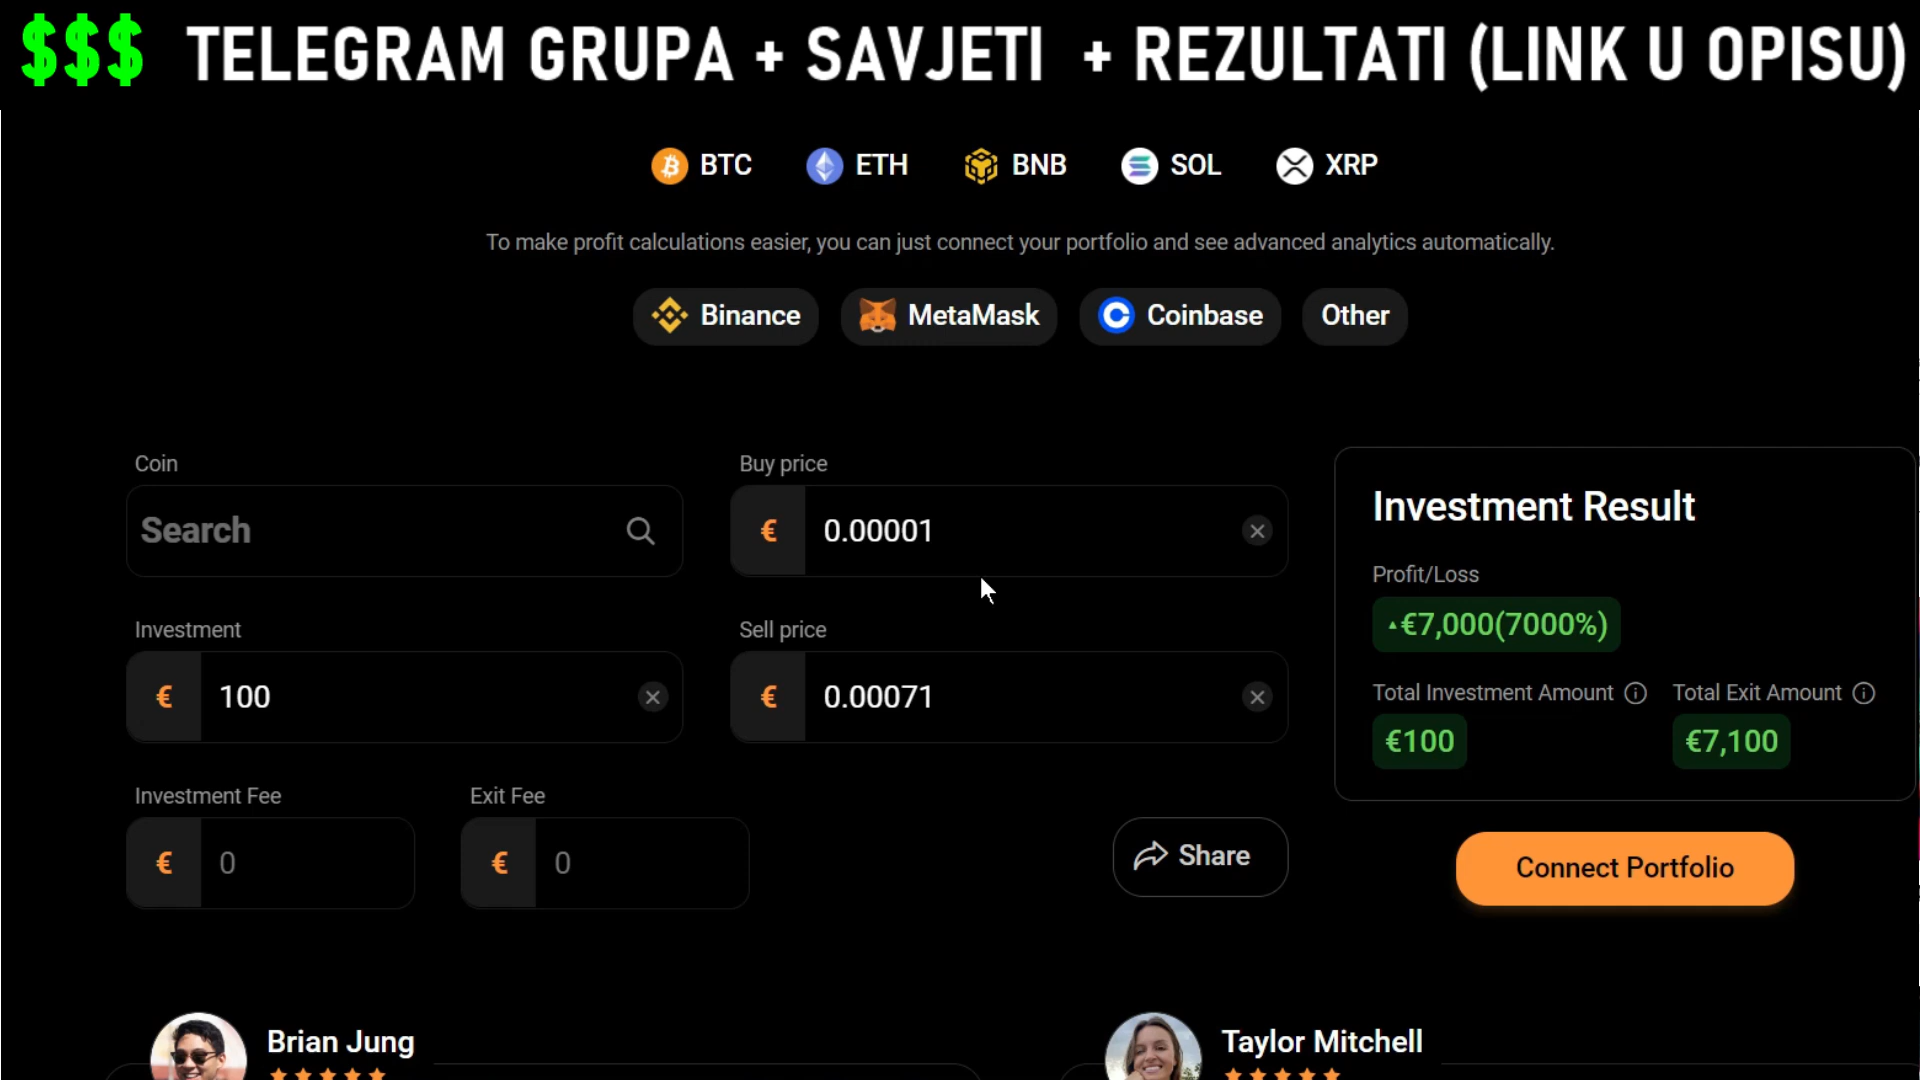 $$$ TELEGRAM GRUPA + SAVJETI + REZULTATI (LINK U OPISU)
BTC ETH BNB SOL XRP
To make profit calculations easier, you can just connect your portfolio and see advanced analytics automatically.
Binance MetaMask Coinbase Other
Coin
Search
Buy price
€ 0.00001
Investment
€ 100
Sell price
€ 0.00071
Investment Fee
€ 0
Exit Fee
€ 0
Share
Investment Result
Profit/Loss
▲€7,000(7000%)
Total Investment Amount
€100
Total Exit Amount
€7,100
Connect Portfolio
Brian Jung
Taylor Mitchell